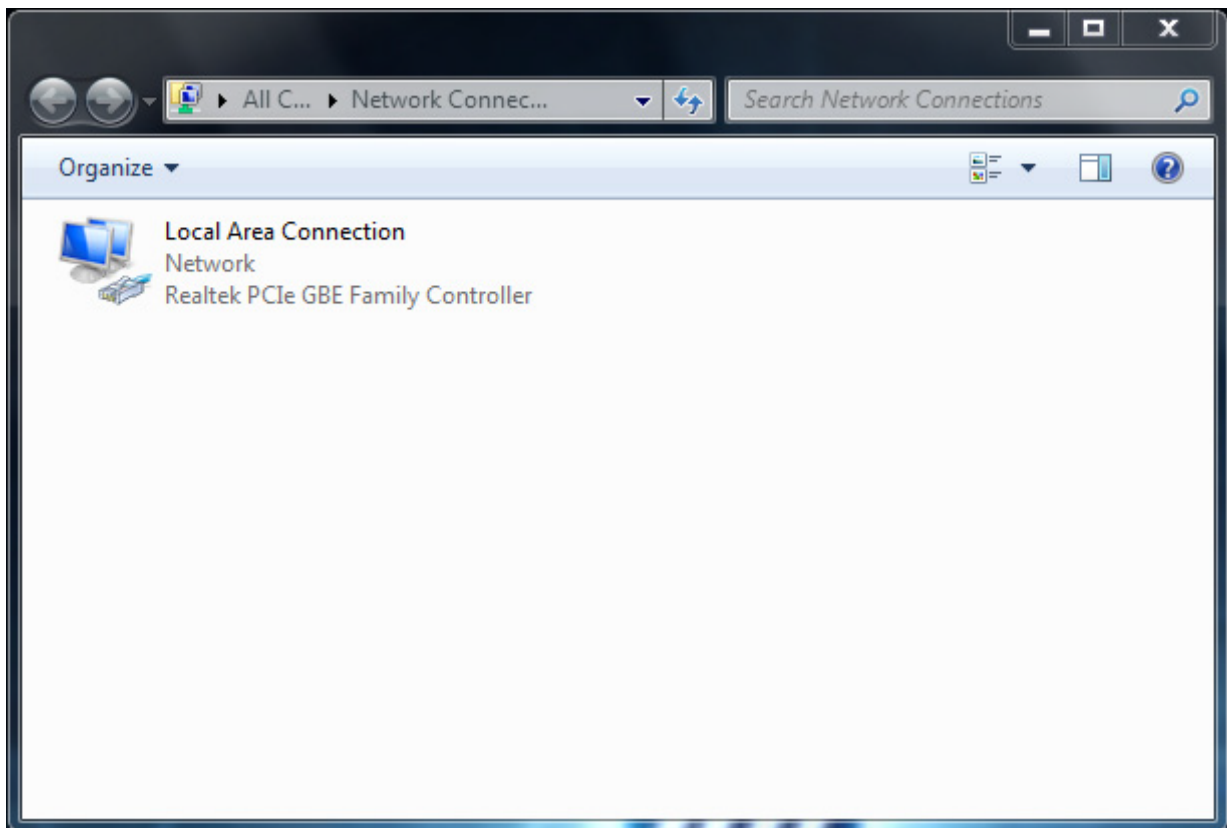 All C... Network Connec...
Search Network Connections
Organize
Local Area Connection
Network
Realtek PCIe GBE Family Controller